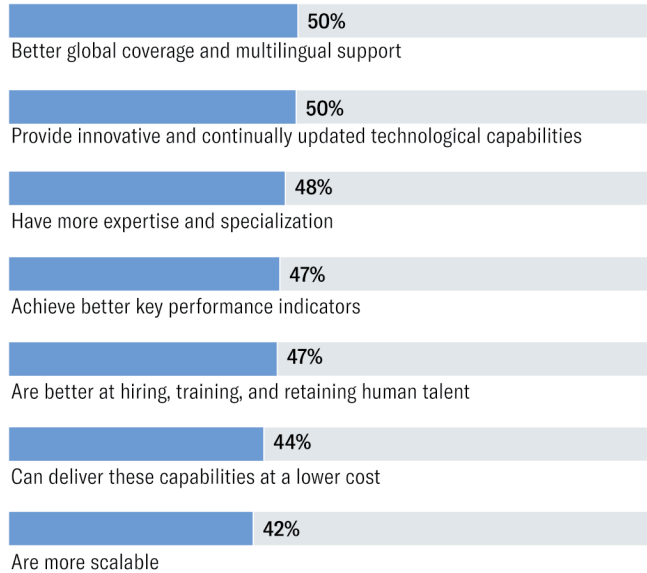 50%
Better global coverage and multilingual support
50%
Provide innovative and continually updated technological capabilities
48%
Have more expertise and specialization
47%
Achieve better key performance indicators
47%
Are better at hiring, training, and retaining human talent
44%
Can deliver these capabilities at a lower cost
42%
Are more scalable